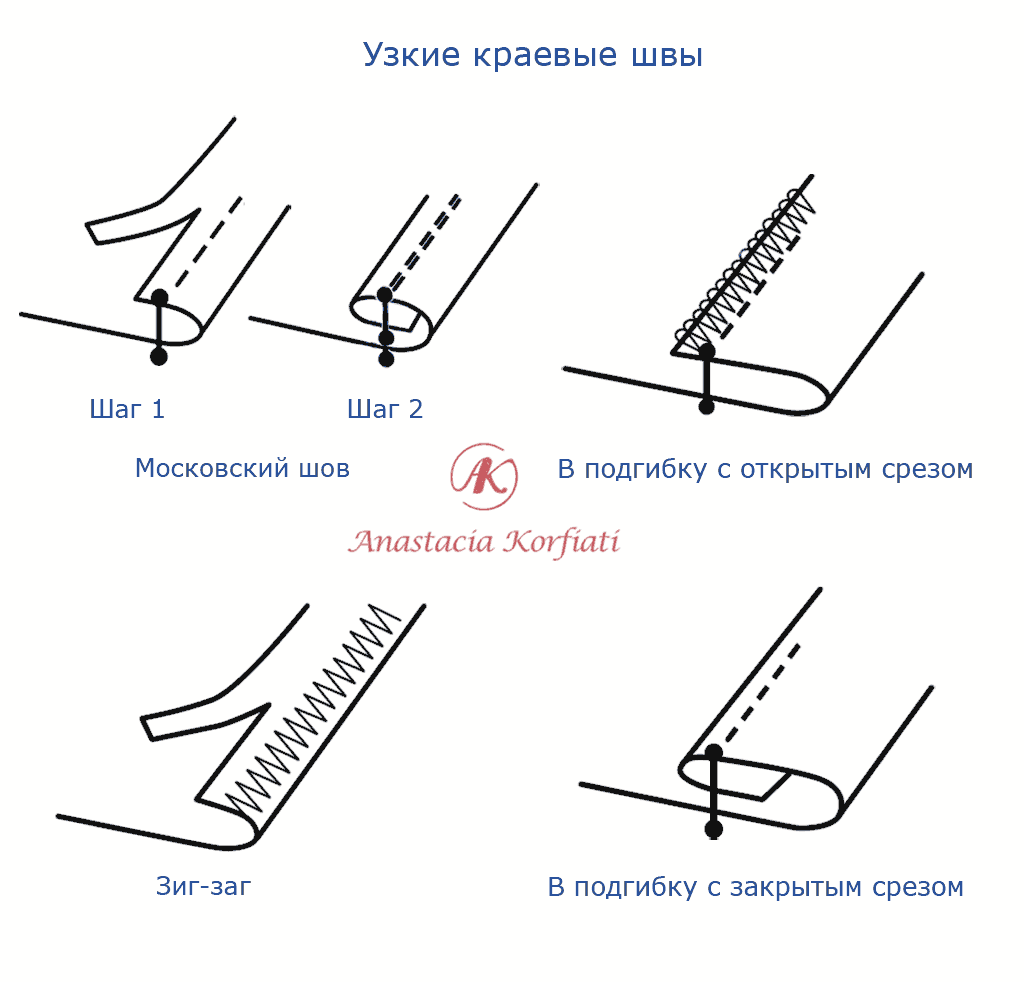 Узкие краевые швы
Шаг 1
Шаг 2
Московский шов
В подгибку с открытым срезом
AK
Anastacia Korfiati
Зиг-заг
В подгибку с закрытым срезом